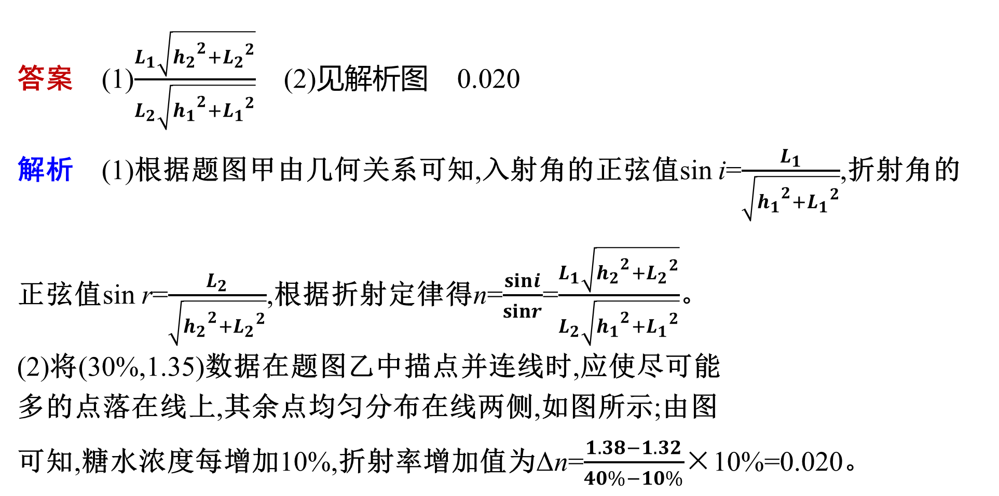 答案 (1)$\frac{L_1\sqrt{{h_2}^2+{L_2}^2}}{L_2\sqrt{{h_1}^2+{L_1}^2}}$ (2)见解析图 0.020
解析 (1)根据题图甲由几何关系可知,入射角的正弦值sin i=$\frac{L_1}{\sqrt{{h_1}^2+{L_1}^2}}$,折射角的
正弦值sin r=$\frac{L_2}{\sqrt{{h_2}^2+{L_2}^2}}$,根据折射定律得n=$\frac{\sin i}{\sin r}$=$\frac{L_1\sqrt{{h_2}^2+{L_2}^2}}{L_2\sqrt{{h_1}^2+{L_1}^2}}$。
(2)将(30%,1.35)数据在题图乙中描点并连线时,应使尽可能
多的点落在线上,其余点均匀分布在线两侧,如图所示;由图
可知,糖水浓度每增加10%,折射率增加值为Δn=$\frac{1.38-1.32}{40\%-10\%}$×10%=0.020。